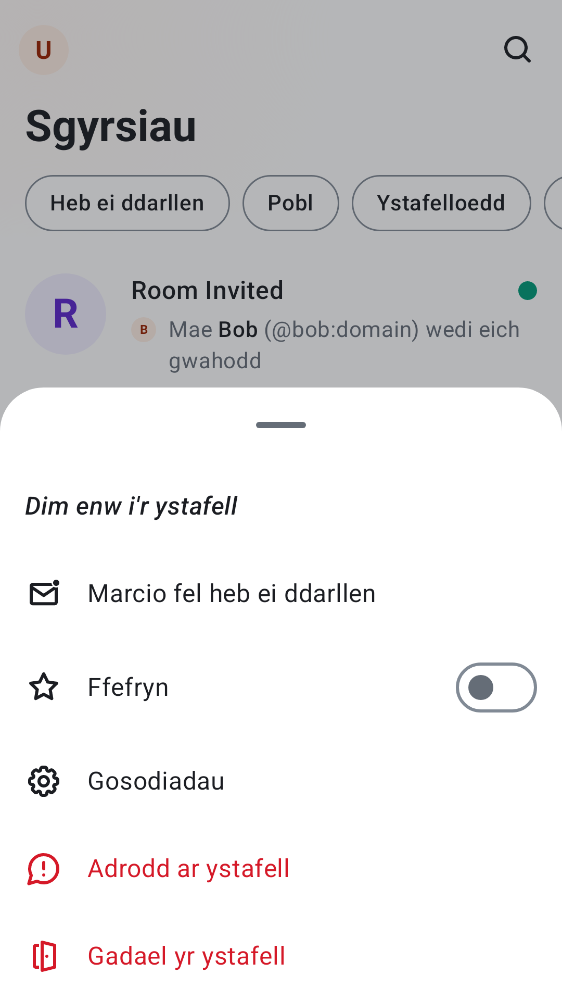 U
Sgyrsiau
Heb ei ddarllen
Pobl
Ystafelloedd
R
Room Invited
B
Mae Bob (@bob:domain) wedi eich
gwahodd
Dim enw i'r ystafell
Marcio fel heb ei ddarllen
Ffefryn
Gosodiadau
Adrodd ar ystafell
Gadael yr ystafell